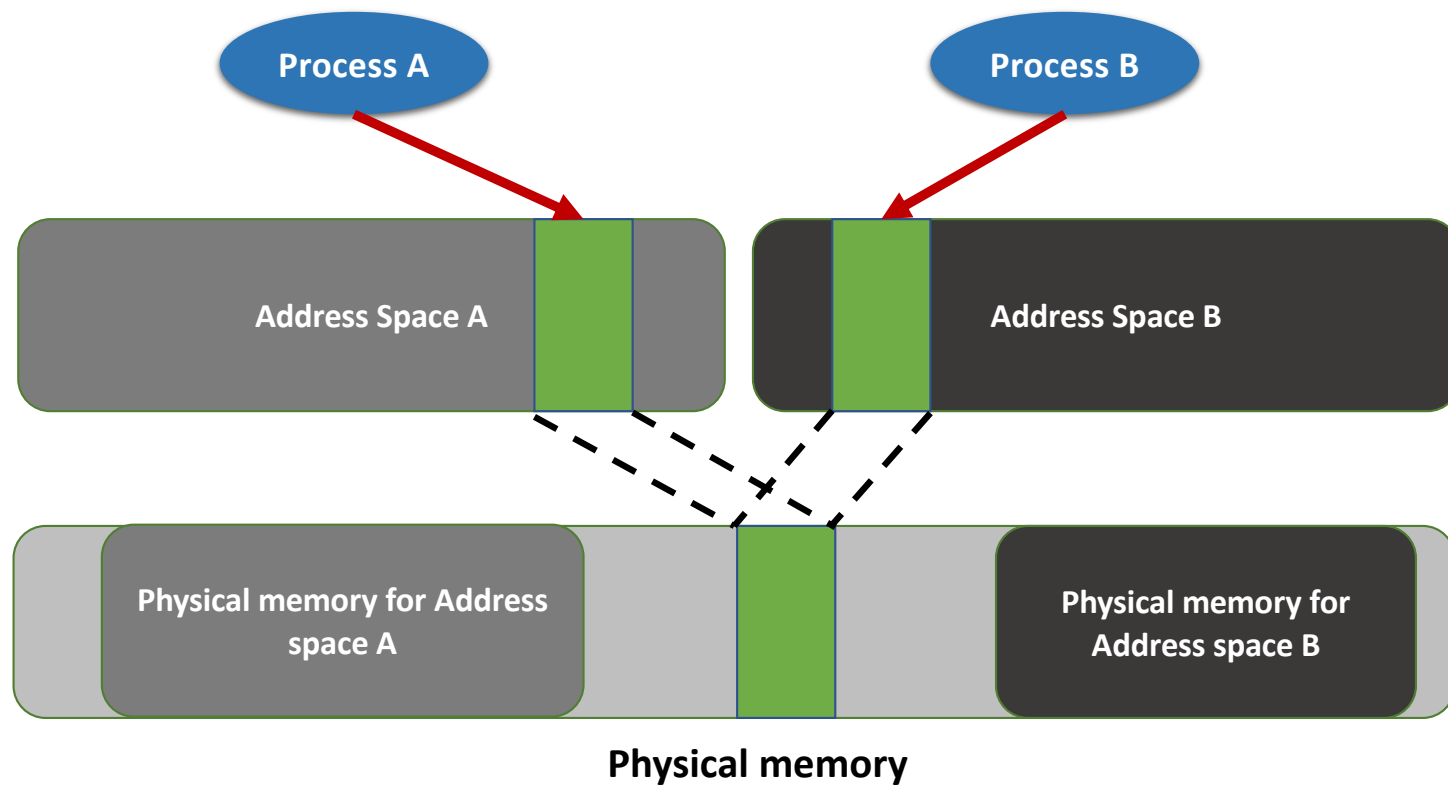 Process A
Process B
Address Space A
Address Space B
Physical memory for Address
space A
Physical memory for
Address space B
Physical memory